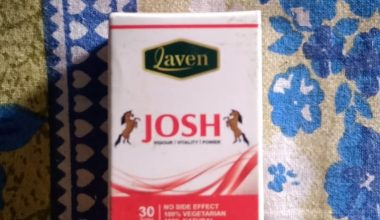 Laven
JOSH
VIGOUR / VITALITY / POWER
30
NO SIDE EFFECT
100% VEGETARIAN